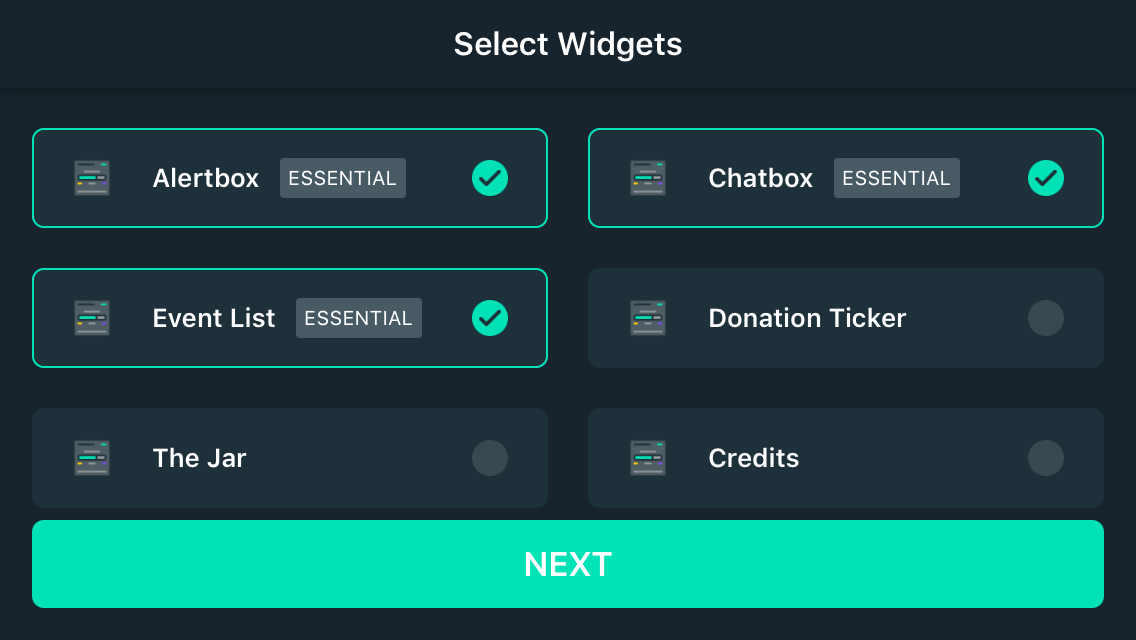 Select Widgets
Alertbox ESSENTIAL
Chatbox ESSENTIAL
Event List ESSENTIAL
Donation Ticker
The Jar
Credits
NEXT